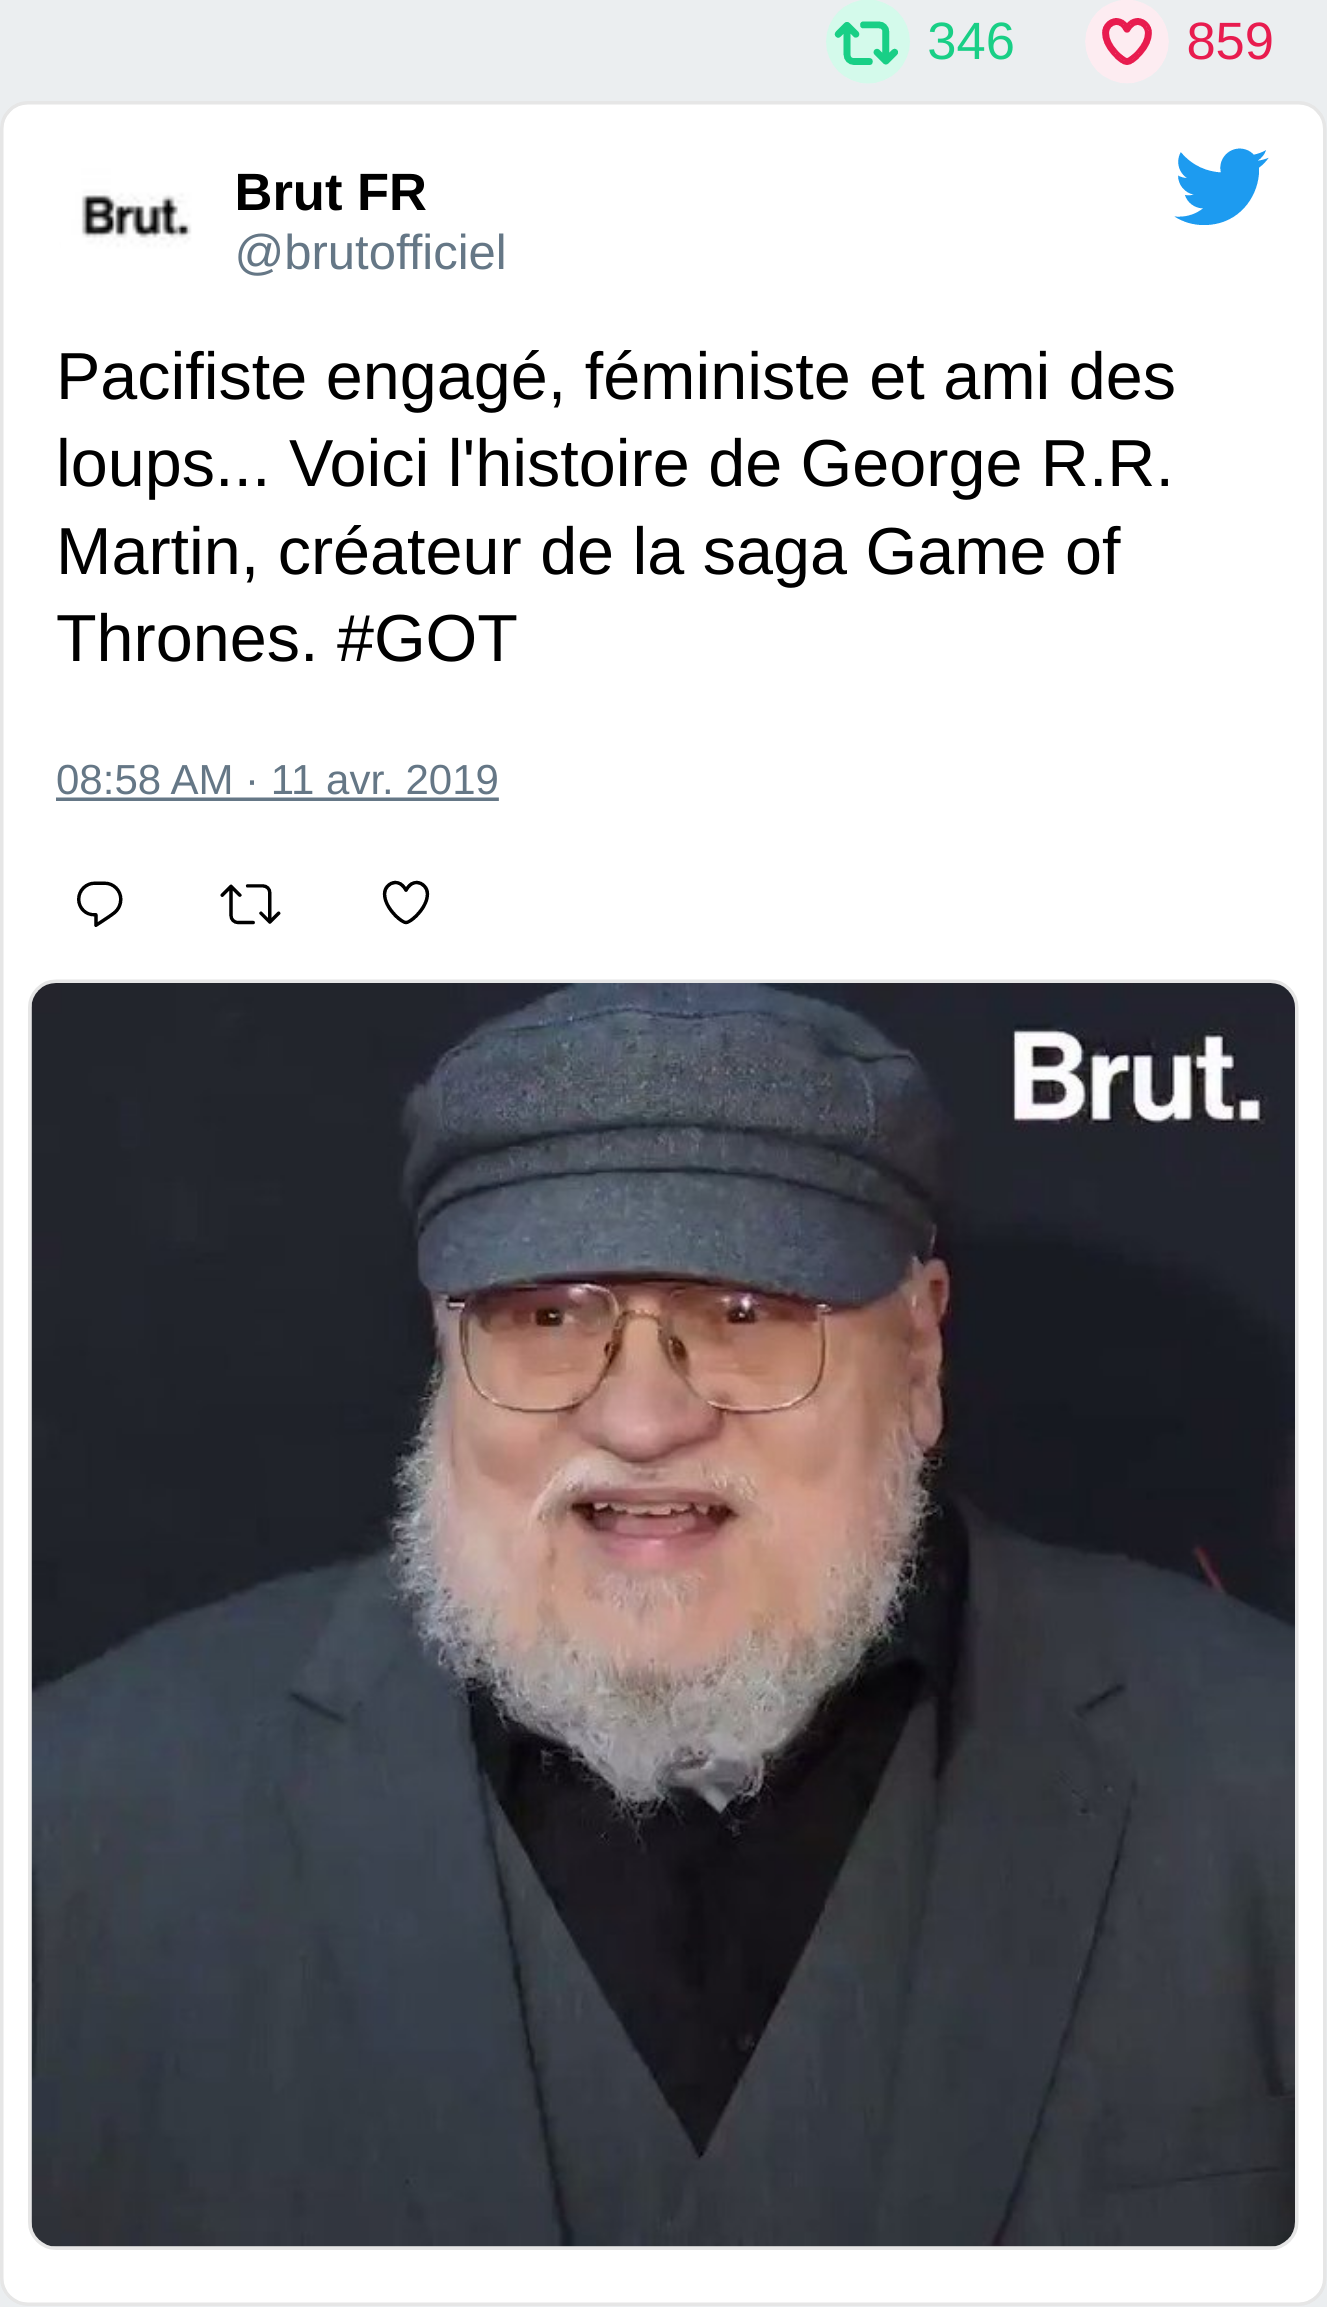 346 859
Brut.
Brut FR
@brutofficiel
Pacifiste engagé, féministe et ami des
loups... Voici l'histoire de George R.R.
Martin, créateur de la saga Game of
Thrones. #GOT
08:58 AM · 11 avr. 2019
Brut.